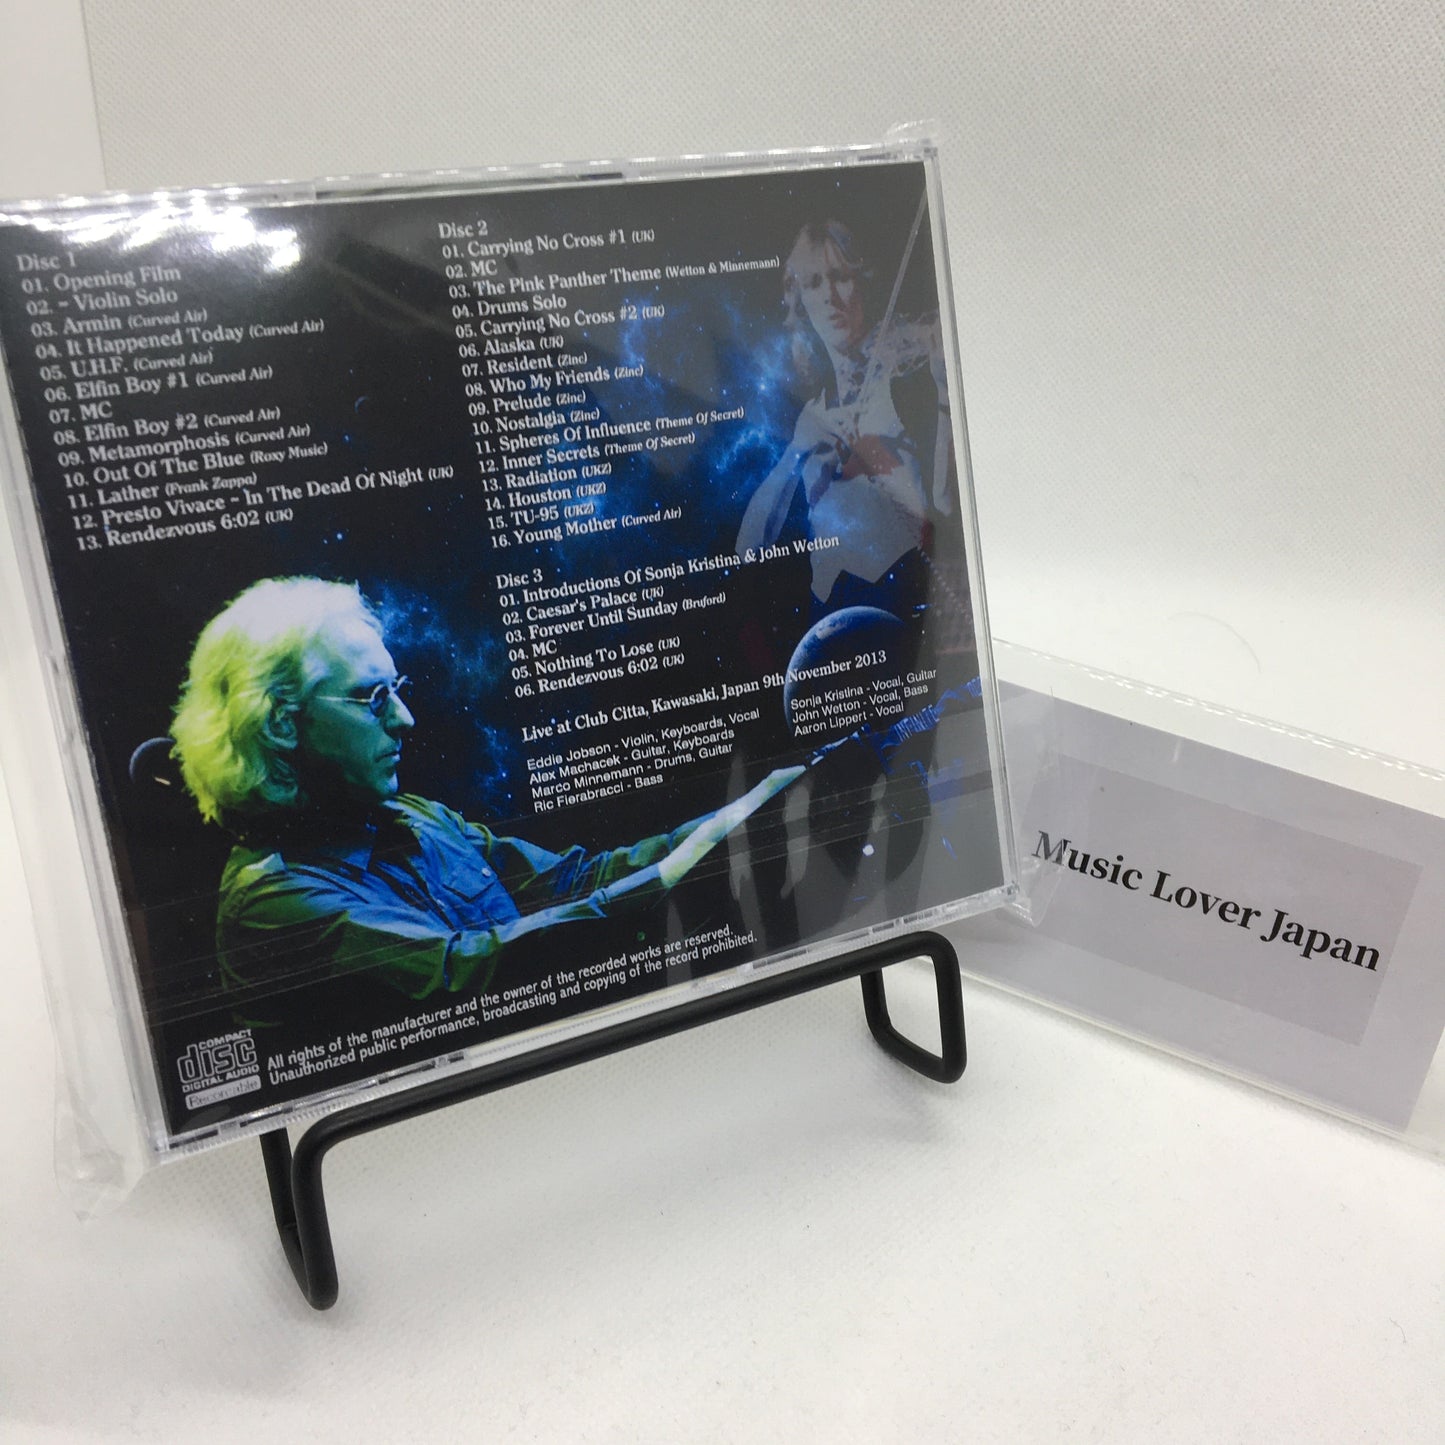 Disc 1
01. Opening Film
02. - Violin Solo
03. Armin (Curved Air)
04. It Happened Today (Curved Air)
05. U.H.F. (Curved Air)
06. Elfin Boy #1 (Curved Air)
07. MC
08. Elfin Boy #2 (Curved Air)
09. Metamorphosis (Curved Air)
10. Out Of The Blue (Roxy Music)
11. Lather (Frank Zappa)
12. Presto Vivace ~ In The Dead Of Night (UK)
13. Rendezvous 6:02 (UK)
Disc 2
01. Carrying No Cross #1 (UK)
02. MC
03. The Pink Panther Theme (Wetton & Minnemann)
04. Drums Solo
05. Carrying No Cross #2 (UK)
06. Alaska (UK)
07. Resident (Zinc)
08. Who My Friends (Zinc)
09. Prelude (Zinc)
10. Nostalgia (Zinc)
11. Spheres Of Influence (Theme Of Secret)
12. Inner Secrets (Theme Of Secret)
13. Radiation (UKZ)
14. Houston (UKZ)
15. TU-95 (UKZ)
16. Young Mother (Curved Air)
Disc 3
01. Introductions Of Sonja Kristina & John Wetton
02. Caesar's Palace (UK)
03. Forever Until Sunday (Bruford)
04. MC
05. Nothing To Lose (UK)
06. Rendezvous 6:02 (UK)
Live at Club Citta, Kawasaki, Japan 9th November 2013
Eddie Jobson - Violin, Keyboards, Vocal
Alex Machacek - Guitar, Keyboards
Marco Minnemann - Drums, Guitar
Ric Fierabracci - Bass
Sonja Kristina - Vocal, Guitar
John Wetton - Vocal, Bass
Aaron Lippert - Vocal
INFINITE
COMPACT
disc
DIGITAL AUDIO
Recordable
All rights of the manufacturer and the owner of the recorded works are reserved.
Unauthorized public performance, broadcasting and copying of the record prohibited.
Music Lover Japan